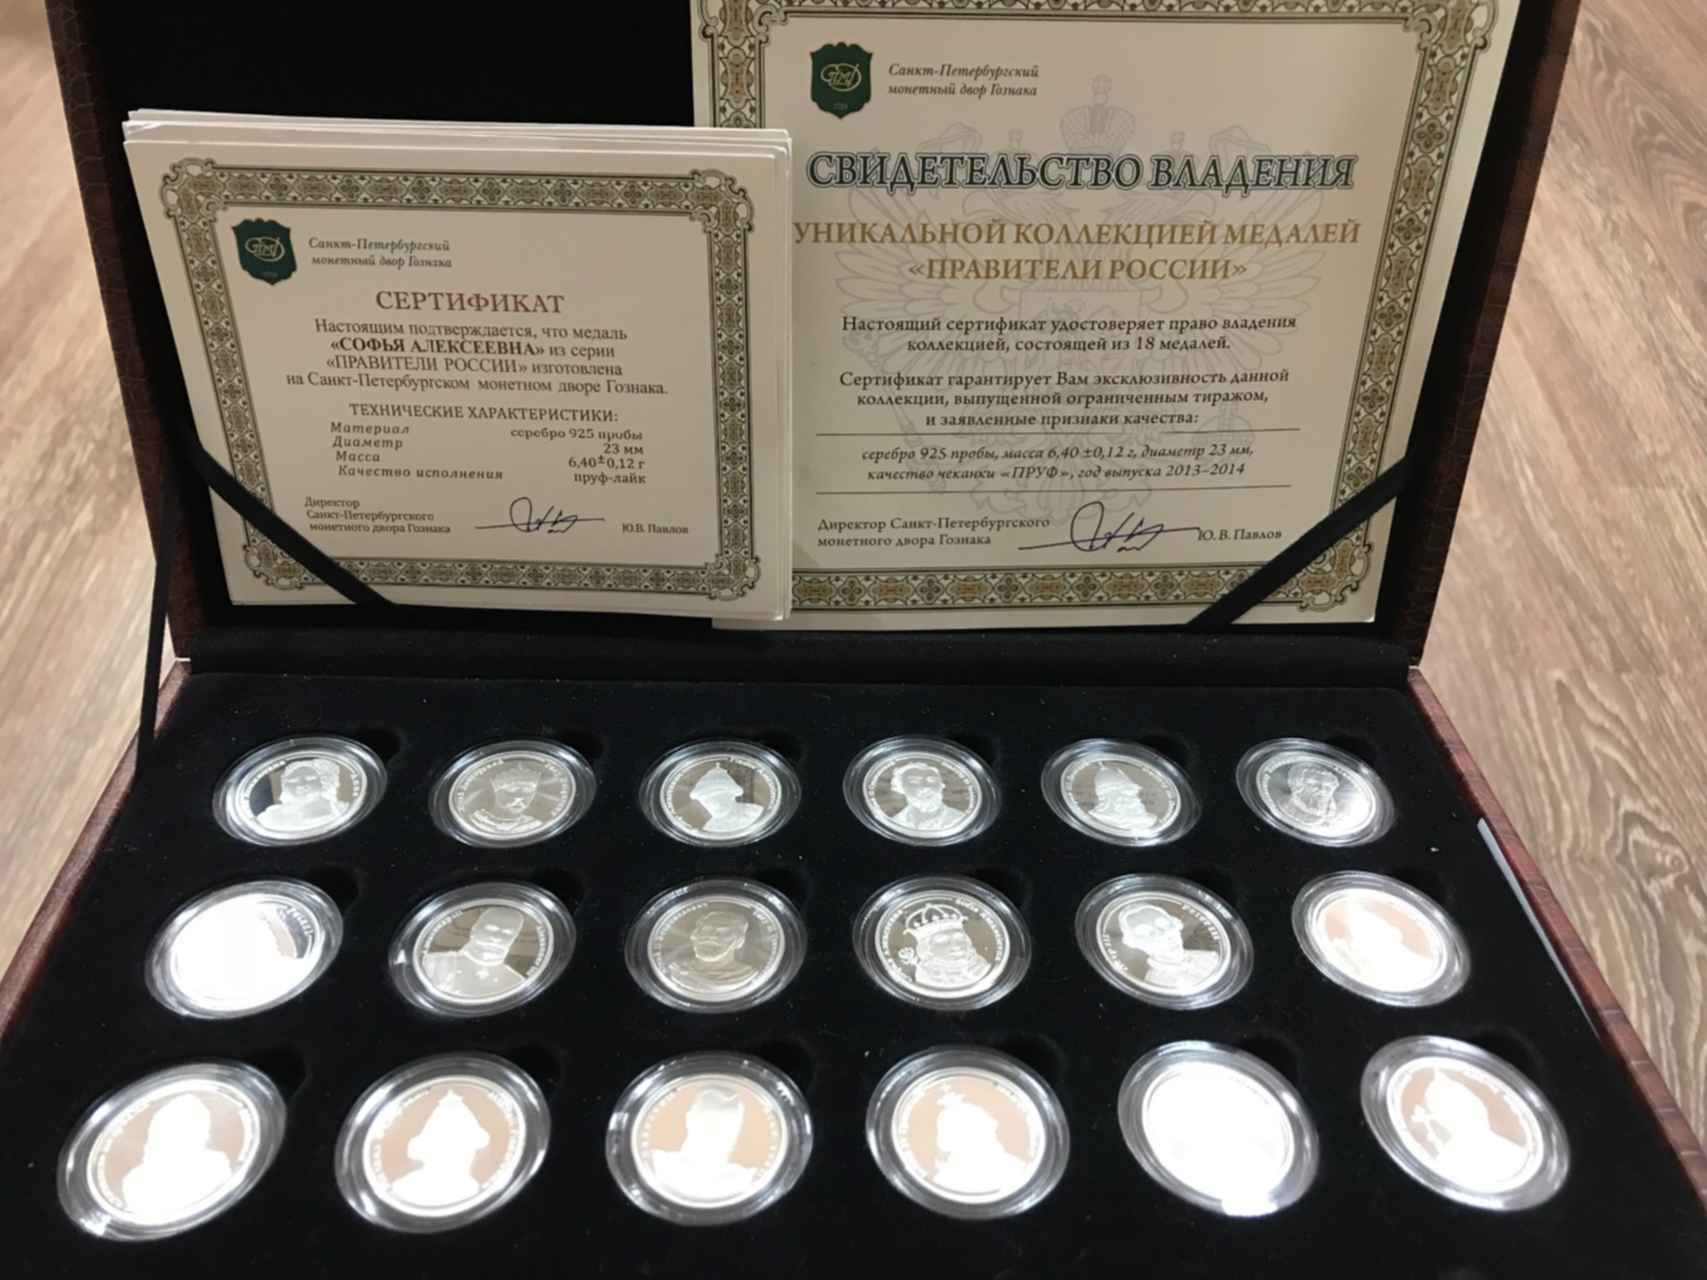 Санкт-Петербургский
монетный двор Гознака
СЕРТИФИКАТ
Настоящим подтверждается, что медаль
«СОФЬЯ АЛЕКСЕЕВНА» из серии
«ПРАВИТЕЛИ РОССИИ» изготовлена
на Санкт-Петербургском монетном дворе Гознака.
ТЕХНИЧЕСКИЕ ХАРАКТЕРИСТИКИ:
Материал серебро 925 пробы
Диаметр 23 мм
Масса 6,40±0,12 г
Качество исполнения пруф-лайк
Директор
Санкт-Петербургского
монетного двора Гознака Ю.В. Павлов
Санкт-Петербургский
монетный двор Гознака
СВИДЕТЕЛЬСТВО ВЛАДЕНИЯ
УНИКАЛЬНОЙ КОЛЛЕКЦИЕЙ МЕДАЛЕЙ
«ПРАВИТЕЛИ РОССИИ»
Настоящий сертификат удостоверяет право владения
коллекцией, состоящей из 18 медалей.
Сертификат гарантирует Вам эксклюзивность данной
коллекции, выпущенной ограниченным тиражом,
и заявленные признаки качества:
серебро 925 пробы, масса 6,40 ±0,12 г, диаметр 23 мм,
качество чеканки «ПРУФ», год выпуска 2013–2014
Директор Санкт-Петербургского
монетного двора Гознака Ю. В. Павлов